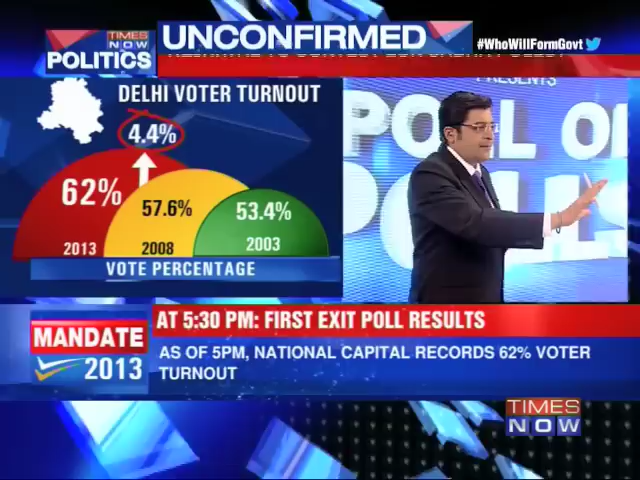 TIMES
NOW
POLITICS
UNCONFIRMED
#WhoWillFormGovt
PRESENTS
DELHI VOTER TURNOUT
4.4%
62%
57.6%
53.4%
2013
2008
2003
VOTE PERCENTAGE
POLL OF
POLLS
MANDATE
2013
AT 5:30 PM: FIRST EXIT POLL RESULTS
AS OF 5PM, NATIONAL CAPITAL RECORDS 62% VOTER
TURNOUT
TIMES
NOW